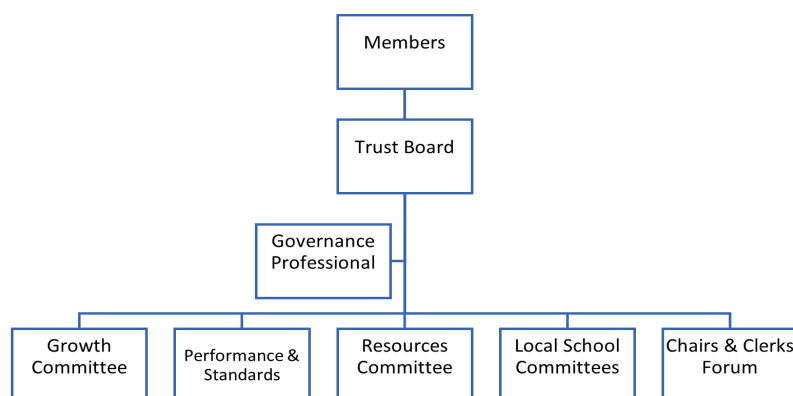 Members
Trust Board
Governance
Professional
Growth
Committee
Performance &
Standards
Resources
Committee
Local School
Committees
Chairs & Clerks
Forum